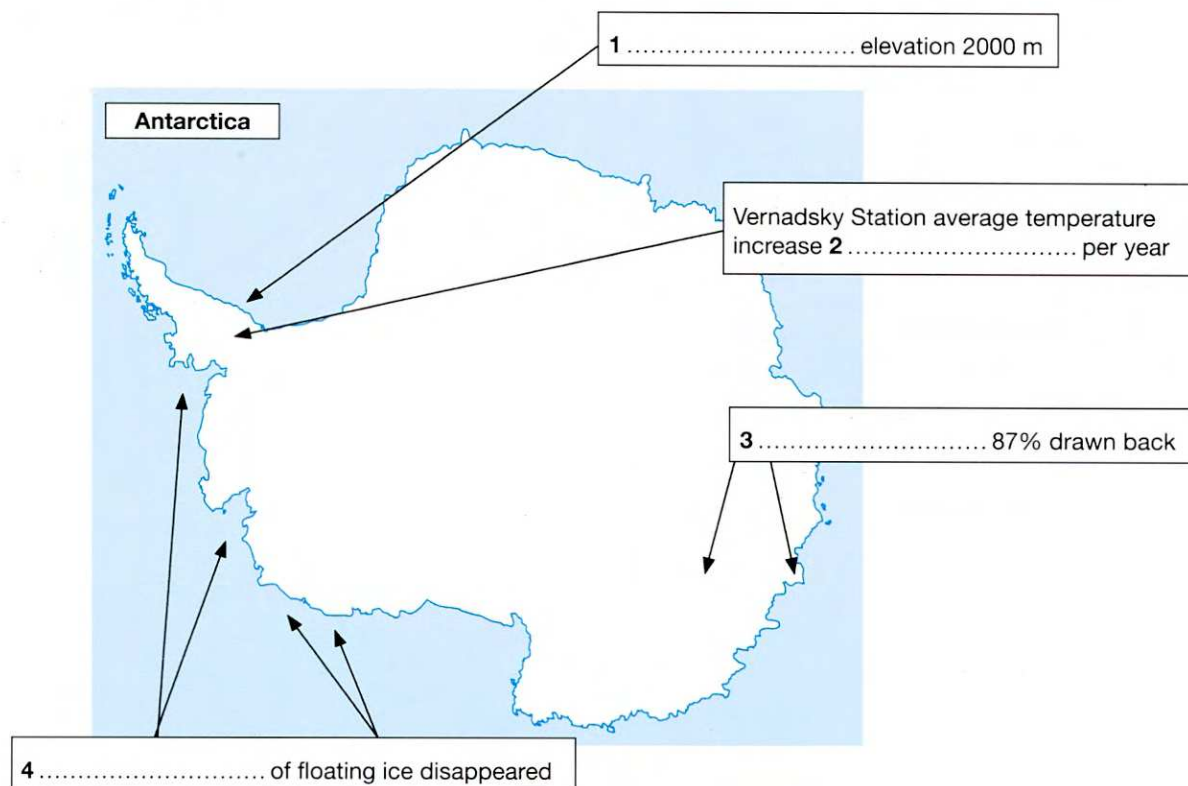 1 ............................ elevation 2000 m
Antarctica
Vernadsky Station average temperature
increase 2 ............................ per year
3 ............................ 87% drawn back
4 ............................ of floating ice disappeared